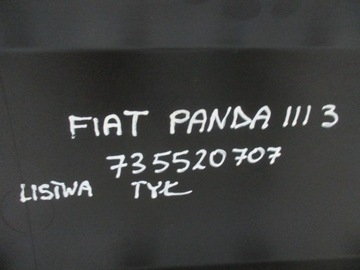 FIAT PANDA III 3
735520707
LISTWA TYŁ